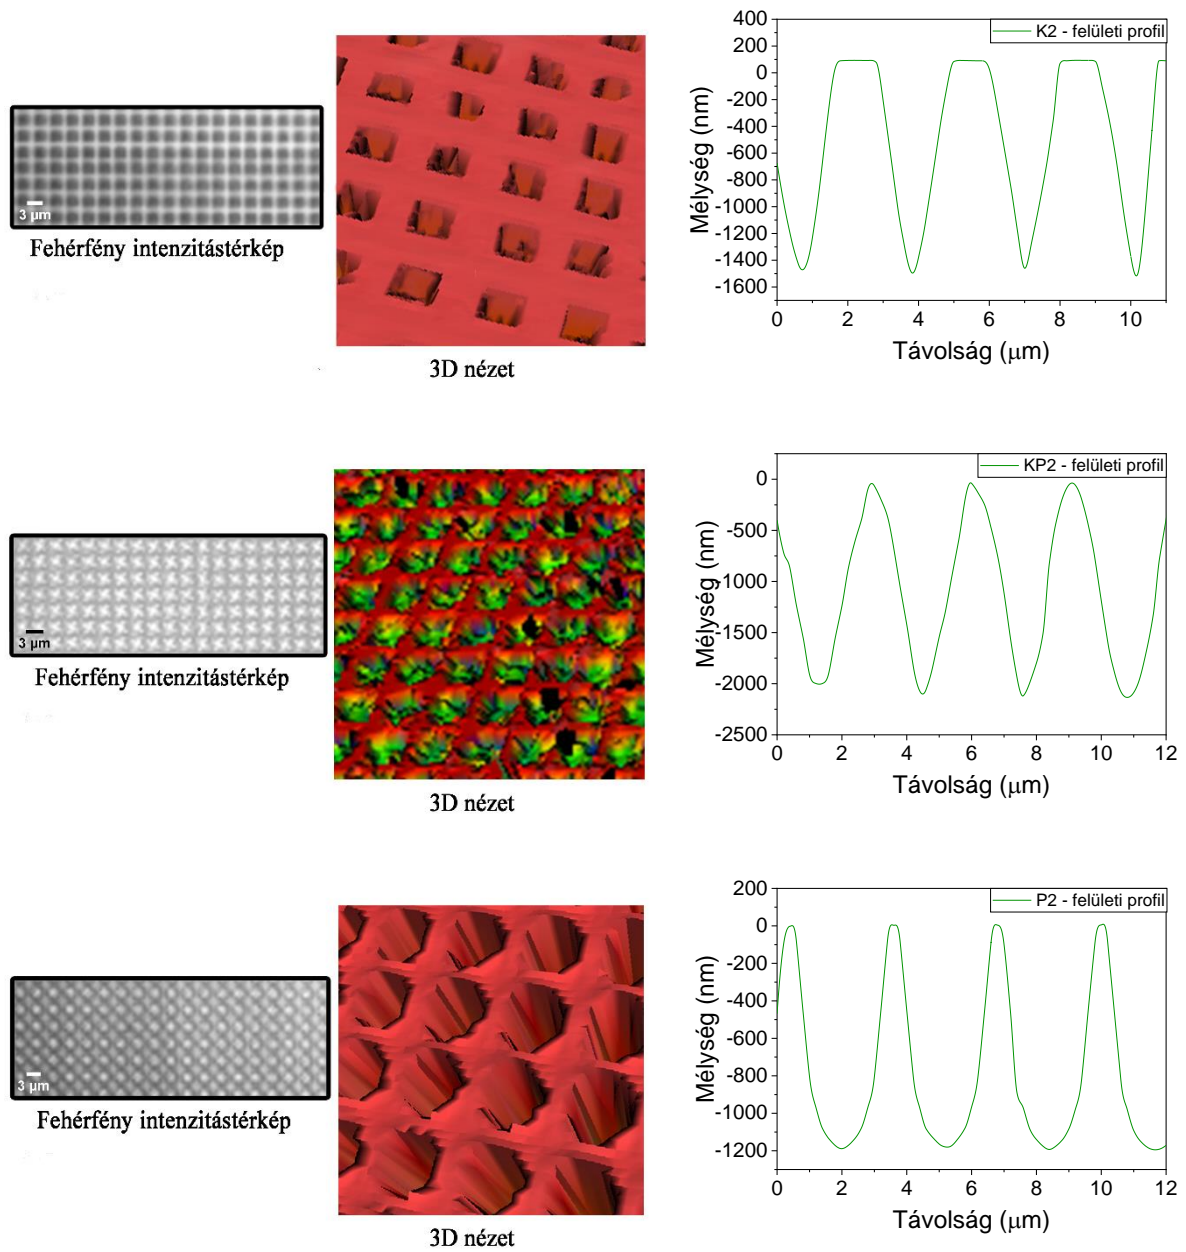 3 µm
Fehérfény intenzitástérkép
3D nézet
K2 - felületi profil
400
200
0
-200
-400
-600
-800
-1000
-1200
-1400
-1600
Mélység (nm)
0 2 4 6 8 10
Távolság (µm)
3 µm
Fehérfény intenzitástérkép
3D nézet
KP2 - felületi profil
0
-500
-1000
-1500
-2000
-2500
Mélység (nm)
0 2 4 6 8 10 12
Távolság (µm)
3 µm
Fehérfény intenzitástérkép
3D nézet
P2 - felületi profil
200
0
-200
-400
-600
-800
-1000
-1200
Mélység (nm)
0 2 4 6 8 10 12
Távolság (µm)